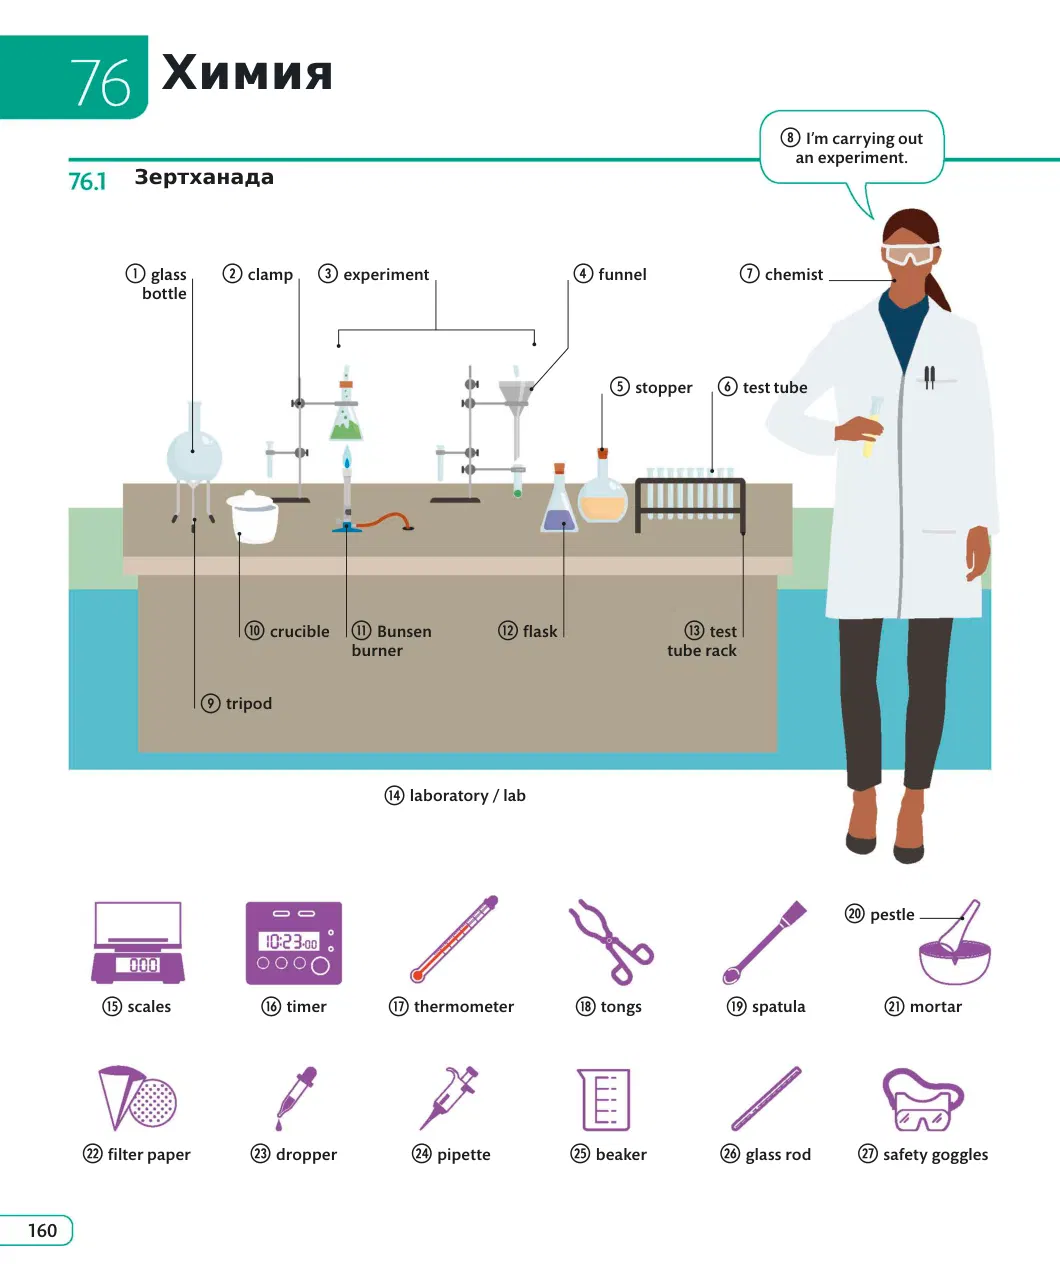 76
Химия
⑧ I'm carrying out
an experiment.
76.1 Зертханада
① glass
bottle
② clamp
③ experiment
④ funnel
⑦ chemist
⑤ stopper
⑥ test tube
⑩ crucible
⑪ Bunsen
burner
⑫ flask
⑬ test
tube rack
⑨ tripod
⑭ laboratory / lab
⑳ pestle
10:23:00
000
⑮ scales
⑯ timer
⑰ thermometer
⑱ tongs
⑲ spatula
㉑ mortar
㉒ filter paper
㉓ dropper
㉔ pipette
㉕ beaker
㉖ glass rod
㉗ safety goggles
160